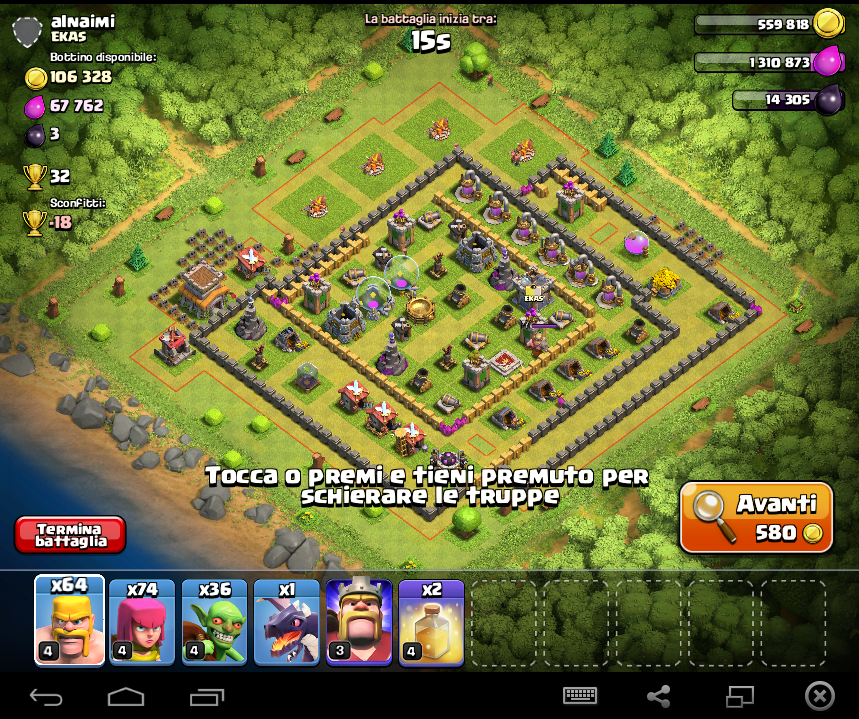 alnaimi
EKAS
Bottino disponibile:
106 328
67 762
3
32
Sconfitti:
-18
La battaglia inizia tra:
15s
559 818
1 310 873
14 305
EKAS
Tocca o premi e tieni premuto per
schierare le truppe
Termina
battaglia
Avanti
580
x64
4
x74
4
x36
4
x1
3
x2
4